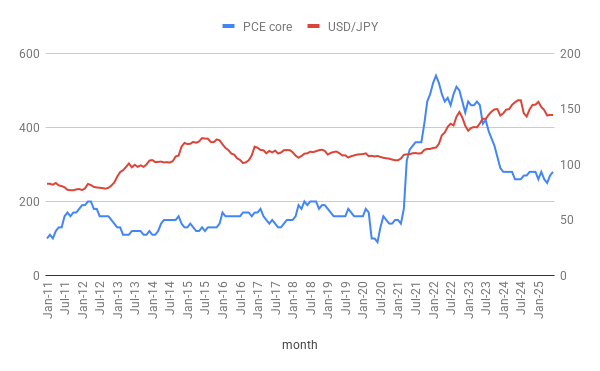 PCE core USD/JPY
600 200
400 150
100
200 50
0 0
Jan-11 Jul-11 Jan-12 Jul-12 Jan-13 Jul-13 Jan-14 Jul-14 Jan-15 Jul-15 Jan-16 Jul-16 Jan-17 Jul-17 Jan-18 Jul-18 Jan-19 Jul-19 Jan-20 Jul-20 Jan-21 Jul-21 Jan-22 Jul-22 Jan-23 Jul-23 Jan-24 Jul-24 Jan-25
month